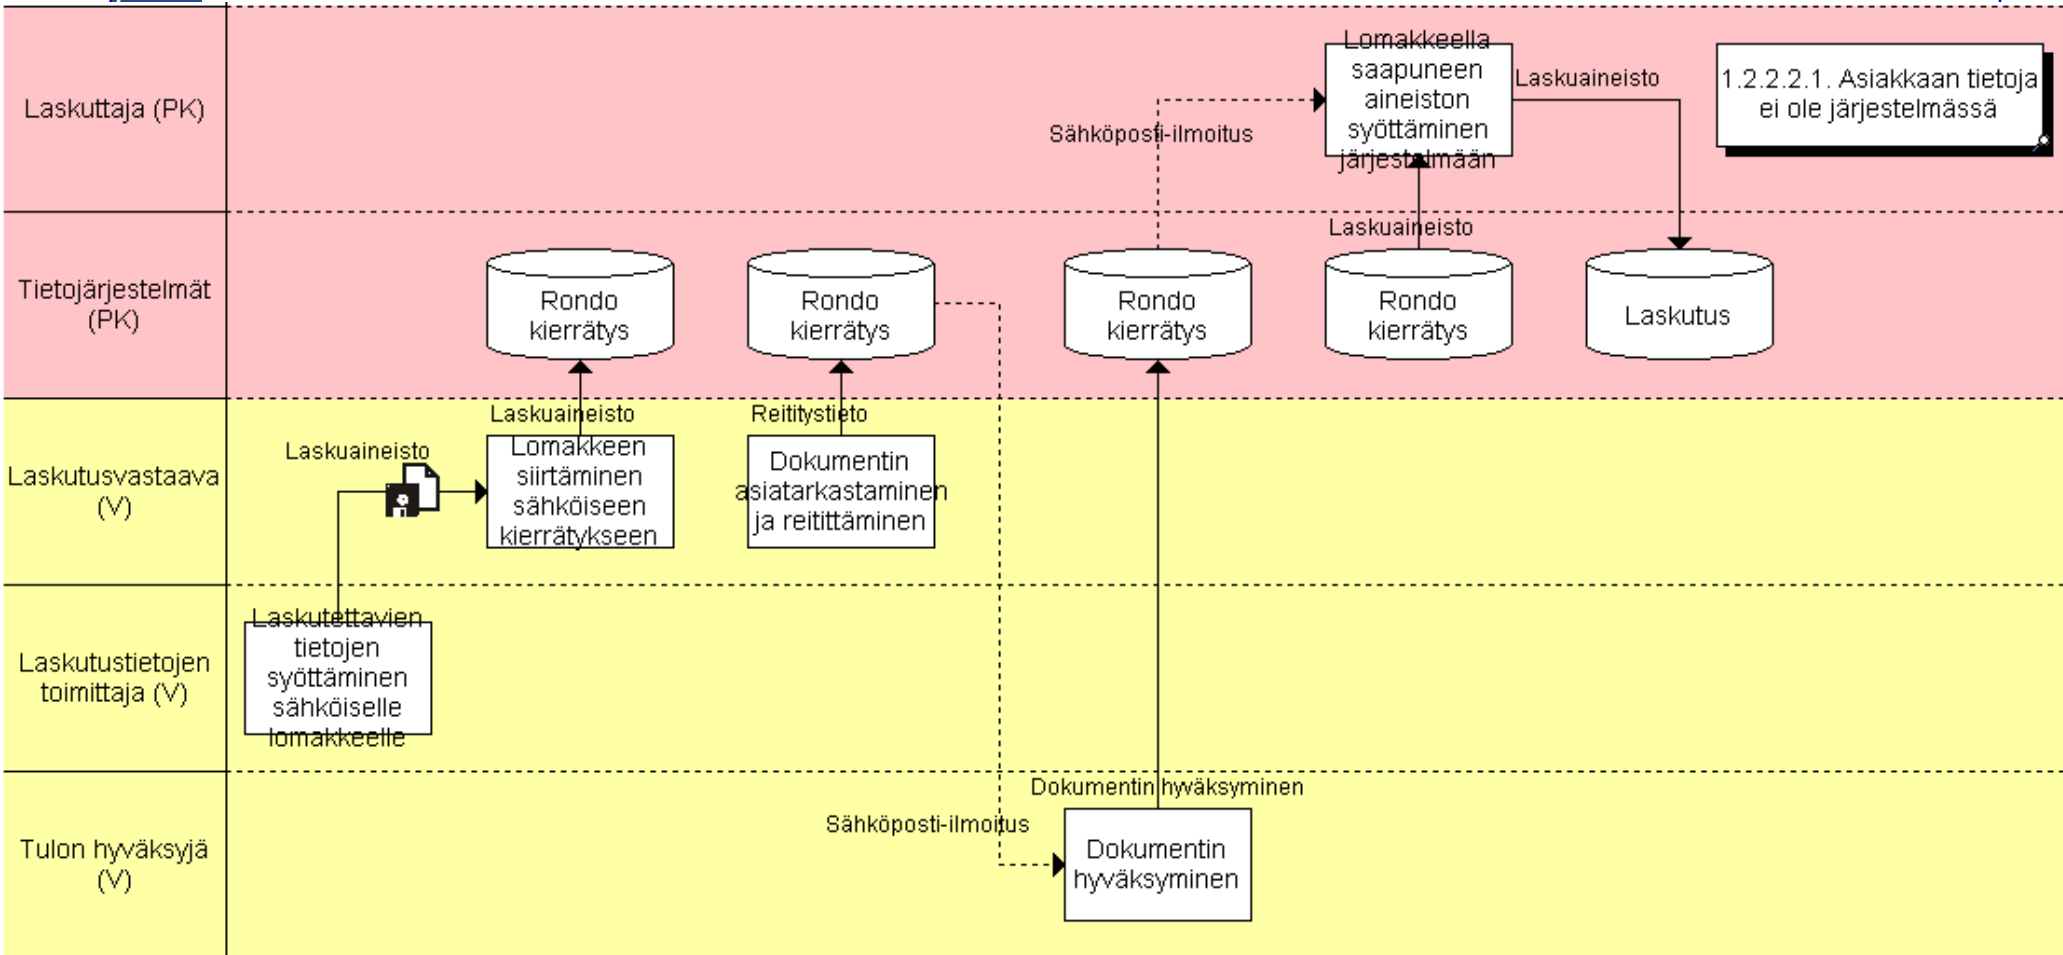 Lomakkeella
saapuneen
aineiston
syöttäminen
järjestelmään
Laskuaineisto
1.2.2.2.1. Asiakkaan tietoja
ei ole järjestelmässä
Laskuttaja (PK)
Sähköposti-ilmoitus
Laskuaineisto
Tietojärjestelmät
(PK)
Rondo
kierrätys
Rondo
kierrätys
Rondo
kierrätys
Rondo
kierrätys
Laskutus
Laskuaineisto
Reititystieto
Laskutusvastaava
(V)
Laskuaineisto
Lomakkeen
siirtäminen
sähköiseen
kierrätykseen
Dokumentin
asiatarkastaminen
ja reitittäminen
Laskutustietojen
toimittaja (V)
Laskutettavien
tietojen
syöttäminen
sähköiselle
lomakkeelle
Dokumentin hyväksyminen
Sähköposti-ilmoitus
Tulon hyväksyjä
(V)
Dokumentin
hyväksyminen